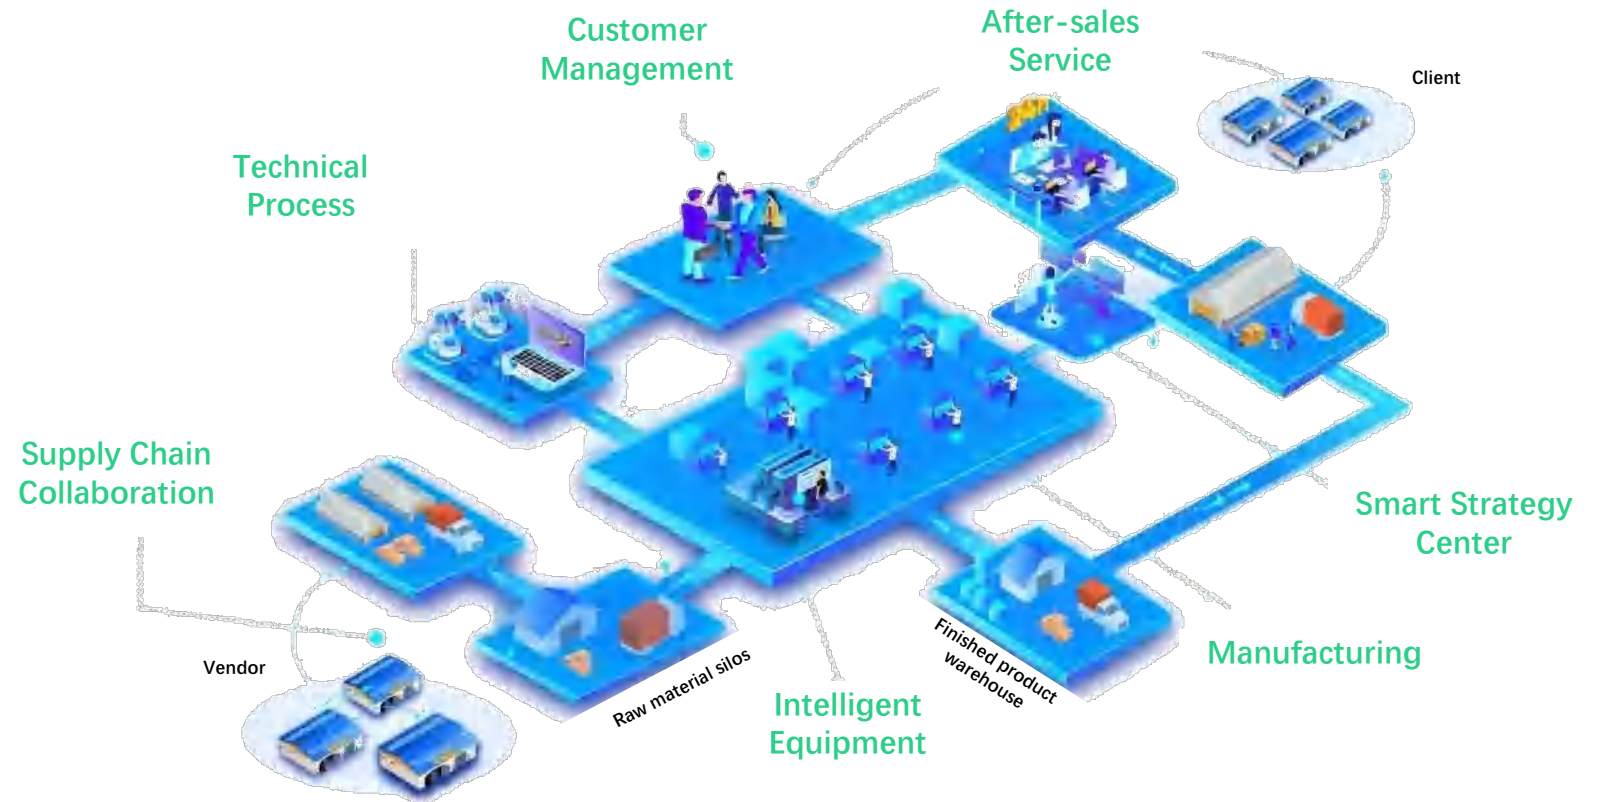 Customer
Management
After-sales
Service
Client
Technical
Process
Supply Chain
Collaboration
Smart Strategy
Center
Vendor
Raw material silos
Finished product
warehouse
Manufacturing
Intelligent
Equipment